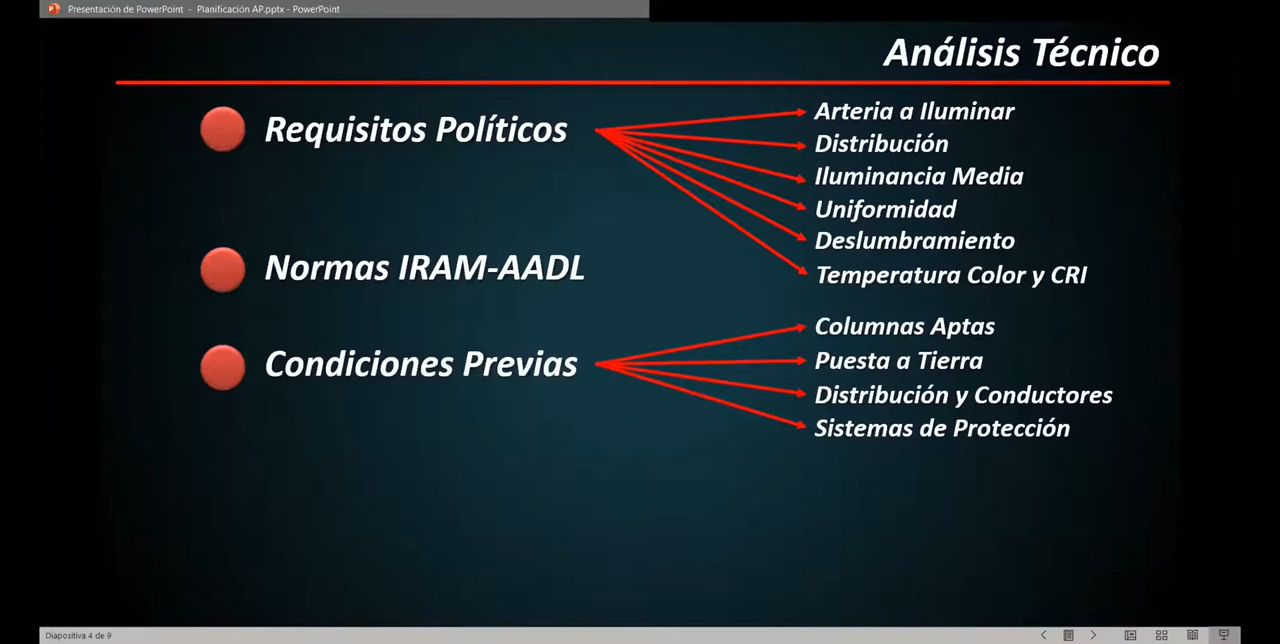 Presentación de PowerPoint - Planificación AP.pptx - PowerPoint
Análisis Técnico
Requisitos Políticos
Arteria a Iluminar
Distribución
Iluminancia Media
Uniformidad
Deslumbramiento
Temperatura Color y CRI
Normas IRAM-AADL
Condiciones Previas
Columnas Aptas
Puesta a Tierra
Distribución y Conductores
Sistemas de Protección
Diapositiva 4 de 9